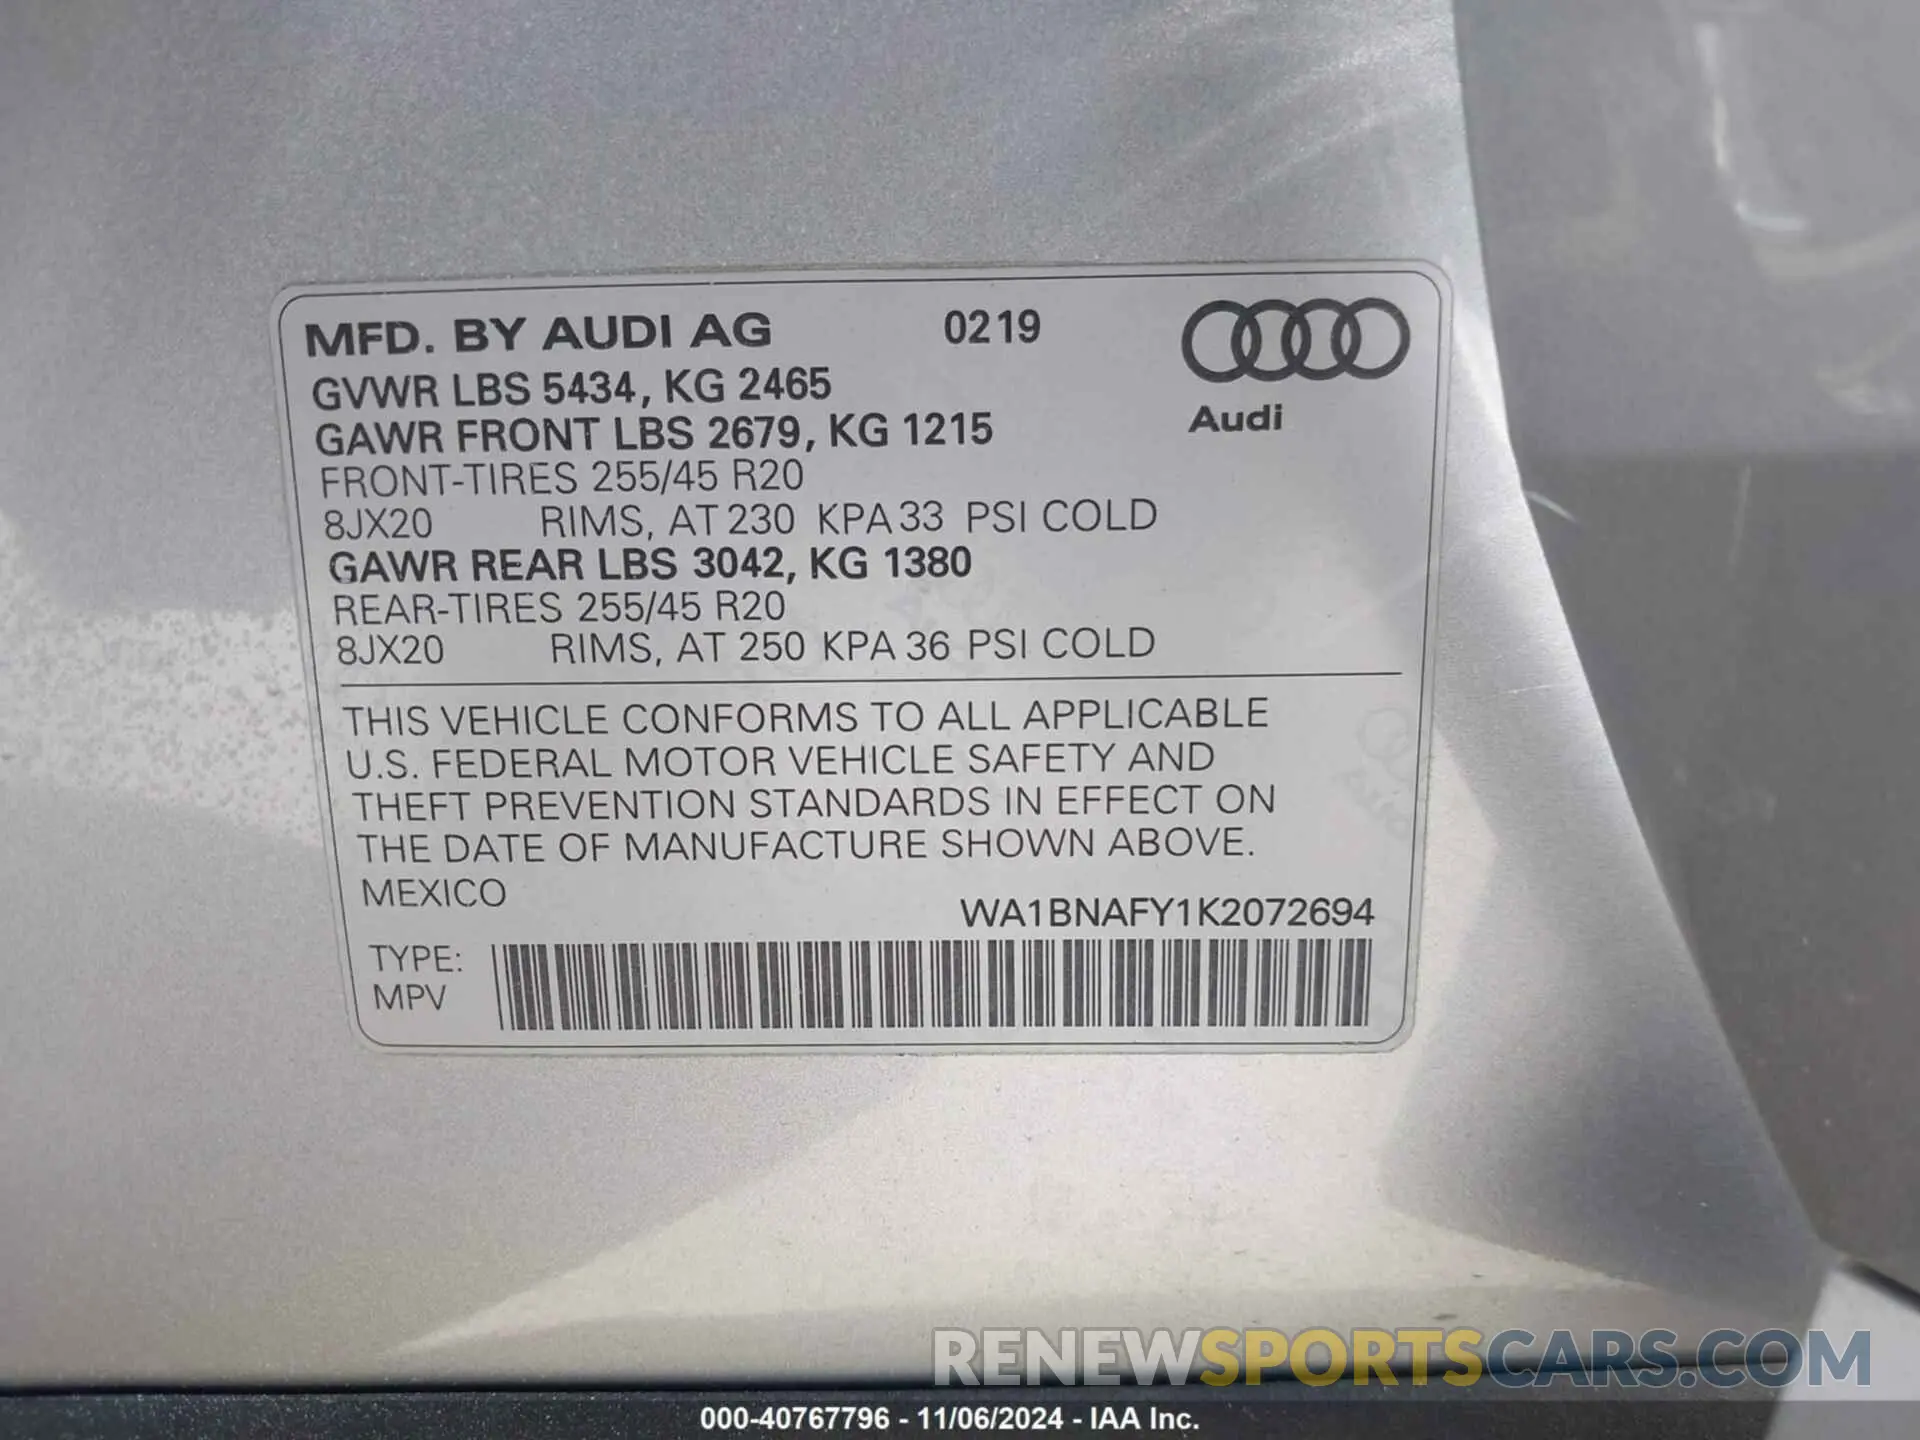 MFD. BY AUDI AG 0219
GVWR LBS 5434, KG 2465
Audi
GAWR FRONT LBS 2679, KG 1215
FRONT-TIRES 255/45 R20
8JX20 RIMS, AT 230 KPA 33 PSI COLD
GAWR REAR LBS 3042, KG 1380
REAR-TIRES 255/45 R20
8JX20 RIMS, AT 250 KPA 36 PSI COLD
THIS VEHICLE CONFORMS TO ALL APPLICABLE
U.S. FEDERAL MOTOR VEHICLE SAFETY AND
THEFT PREVENTION STANDARDS IN EFFECT ON
THE DATE OF MANUFACTURE SHOWN ABOVE.
MEXICO
WA1BNAFY1K2072694
TYPE:
MPV
RENEWSPORTSCARS.COM
000-40767796 - 11/06/2024 - IAA Inc.